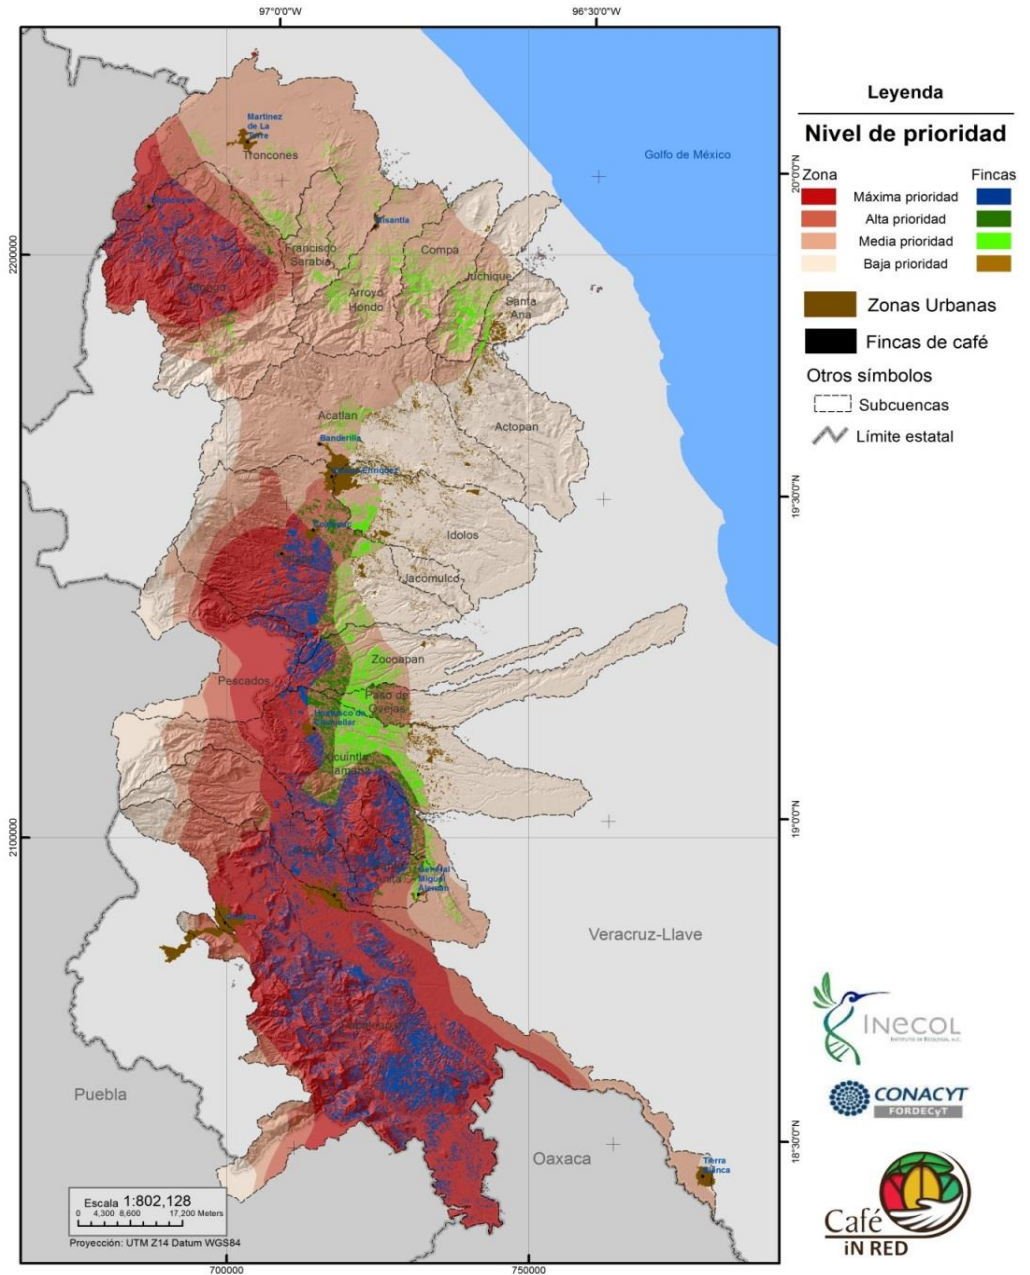 97°0'0"W
96°30'0"W
Martinez
de La
Torre
Troncones
Golfo de México
20°0'0"N
2200000
Francisco
Sarabia
Compa
Arroyo
Hondo
Juchique
Santa
Ana
Acatlan
Banderilla
Actopan
19°30'0"N
Idolos
Jacomulco
Zocoapan
Pescados
Paso de
Ovejas
19°0'0"N
2100000
General
Miguel
Aleman
Veracruz-Llave
Puebla
Oaxaca
18°30'0"N
Tierra
Blanca
Escala 1:802,128
0 4,300 8,600 17,200 Meters
Proyección: UTM Z14 Datum WGS84
700000
750000
Leyenda
Nivel de prioridad
Zona
Fincas
Máxima prioridad
Alta prioridad
Media prioridad
Baja prioridad
Zonas Urbanas
Fincas de café
Otros símbolos
Subcuencas
Límite estatal
INECOL
INSTITUTO DE ECOLOGÍA, A.C.
CONACYT
FORDECyT
Café
iN RED